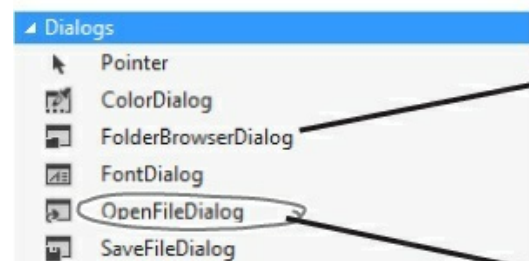 Dialogs
Pointer
ColorDialog
FolderBrowserDialog
FontDialog
OpenFileDialog
SaveFileDialog